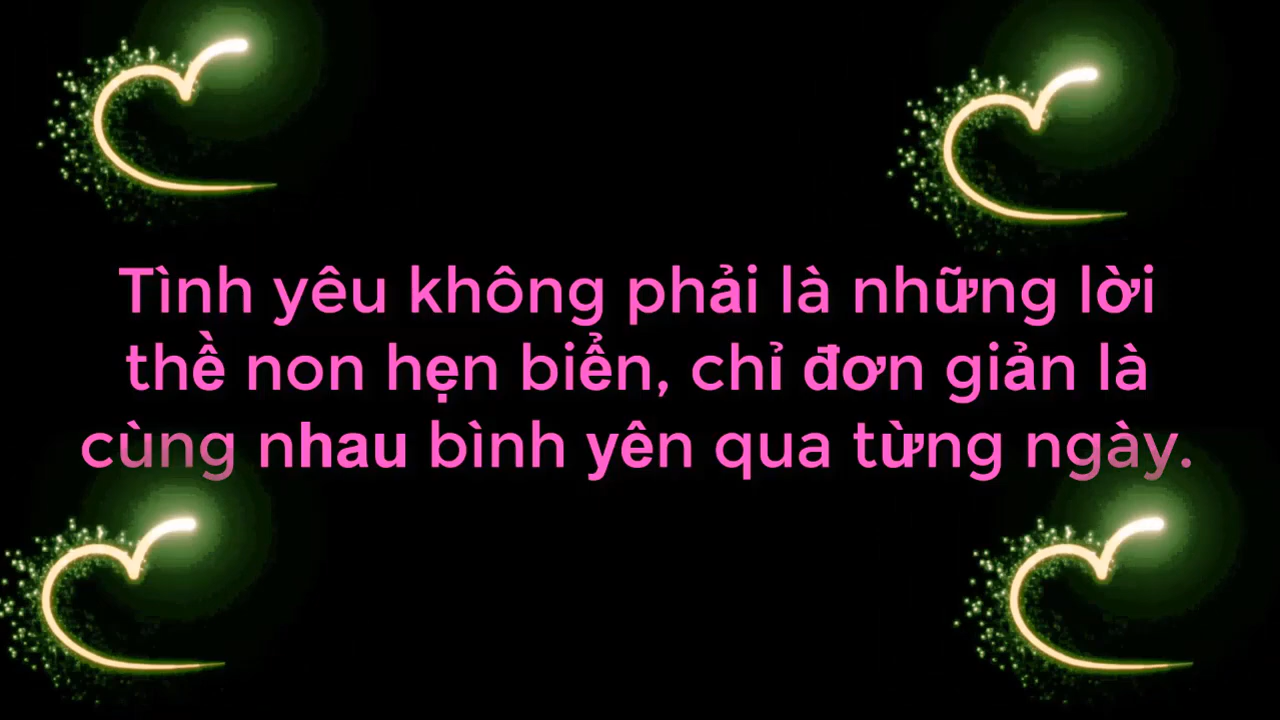 Tình yêu không phải là những lời
thề non hẹn biển, chỉ đơn giản là
cùng nhau bình yên qua từng ngày.